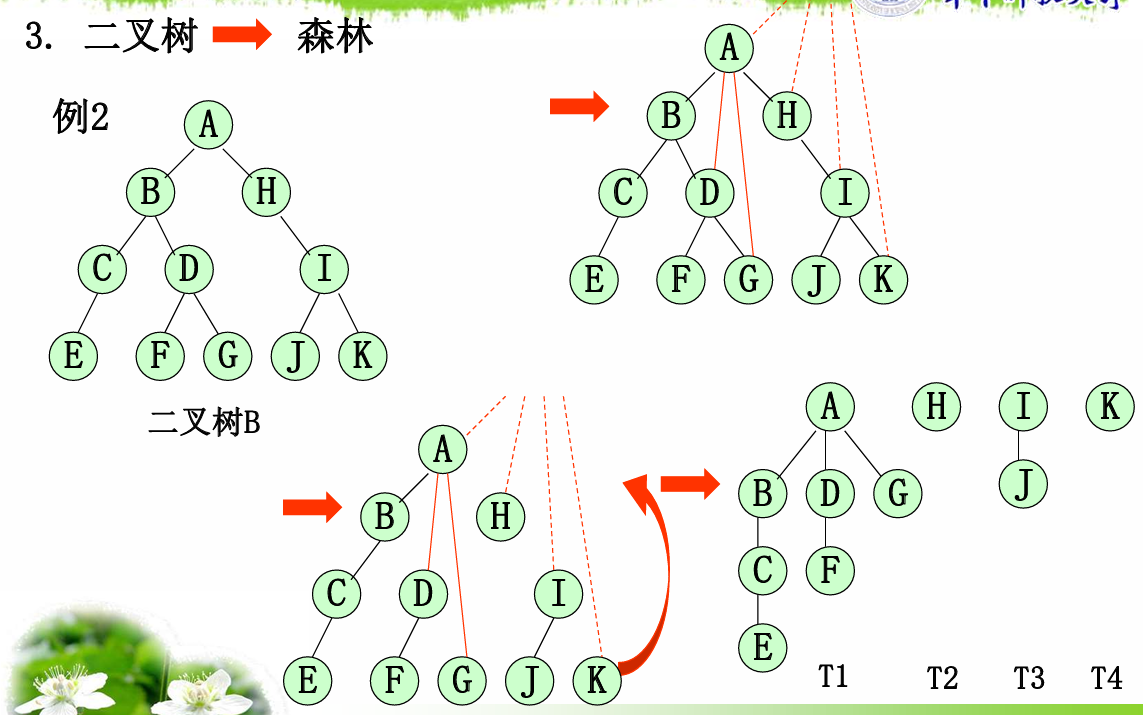 3. 二叉树 森林
例2
A
B H
C D I
E F G J K
二叉树B
A
B H
C D I
E F G J K
A
B H
C D I
E F G J K
A H I K
B D G J
C F
E
T1 T2 T3 T4